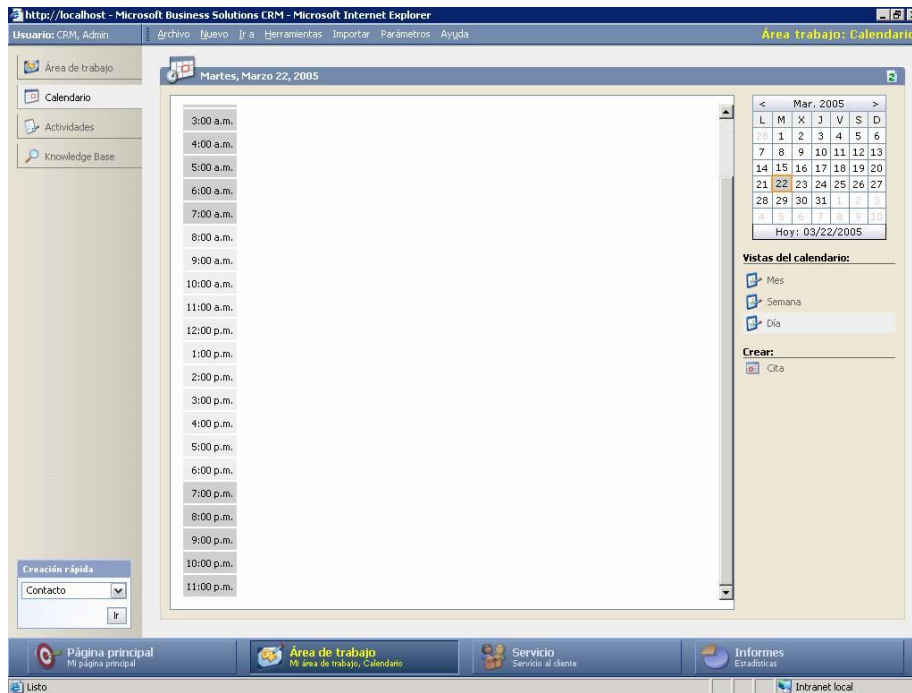 http://localhost - Microsoft Business Solutions CRM - Microsoft Internet Explorer
Usuario: CRM, Admin Archivo Nuevo Ir a Herramientas Importar Parámetros Ayuda Área trabajo: Calendario
Área de trabajo
Calendario
Actividades
Knowledge Base
Martes, Marzo 22, 2005
3:00 a.m.
4:00 a.m.
5:00 a.m.
6:00 a.m.
7:00 a.m.
8:00 a.m.
9:00 a.m.
10:00 a.m.
11:00 a.m.
12:00 p.m.
1:00 p.m.
2:00 p.m.
3:00 p.m.
4:00 p.m.
5:00 p.m.
6:00 p.m.
7:00 p.m.
8:00 p.m.
9:00 p.m.
10:00 p.m.
11:00 p.m.
< Mar. 2005 >
L M X J V S D
28 1 2 3 4 5 6
7 8 9 10 11 12 13
14 15 16 17 18 19 20
21 22 23 24 25 26 27
28 29 30 31 1 2 3
4 5 6 7 8 9 10
Hoy: 03/22/2005
Vistas del calendario:
Mes
Semana
Día
Crear:
Cita
Creación rápida
Contacto
Ir
Página principal
Mi página principal
Área de trabajo
Mi área de trabajo, Calendario
Servicio
Servicio al cliente
Informes
Estadísticas
Listo
Intranet local